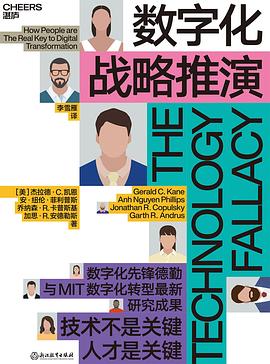 CHEERS
湛庐
How People are
The Real Key to Digital
Transformation
数字化
战略推演
李雪雁
译
THE
TECHNOLOGY
FALLACY
[美]杰拉德·C.凯恩
安·纽伦·菲利普斯
乔纳森·R.卡普斯基
加思·R.安德勒斯
著
Gerald C. Kane
Anh Nguyen Phillips
Jonathan R. Copulsky
Garth R. Andrus
数字化先锋德勤
与MIT数字化转型最新
研究成果
技术不是关键
人才是关键
浙江教育出版社